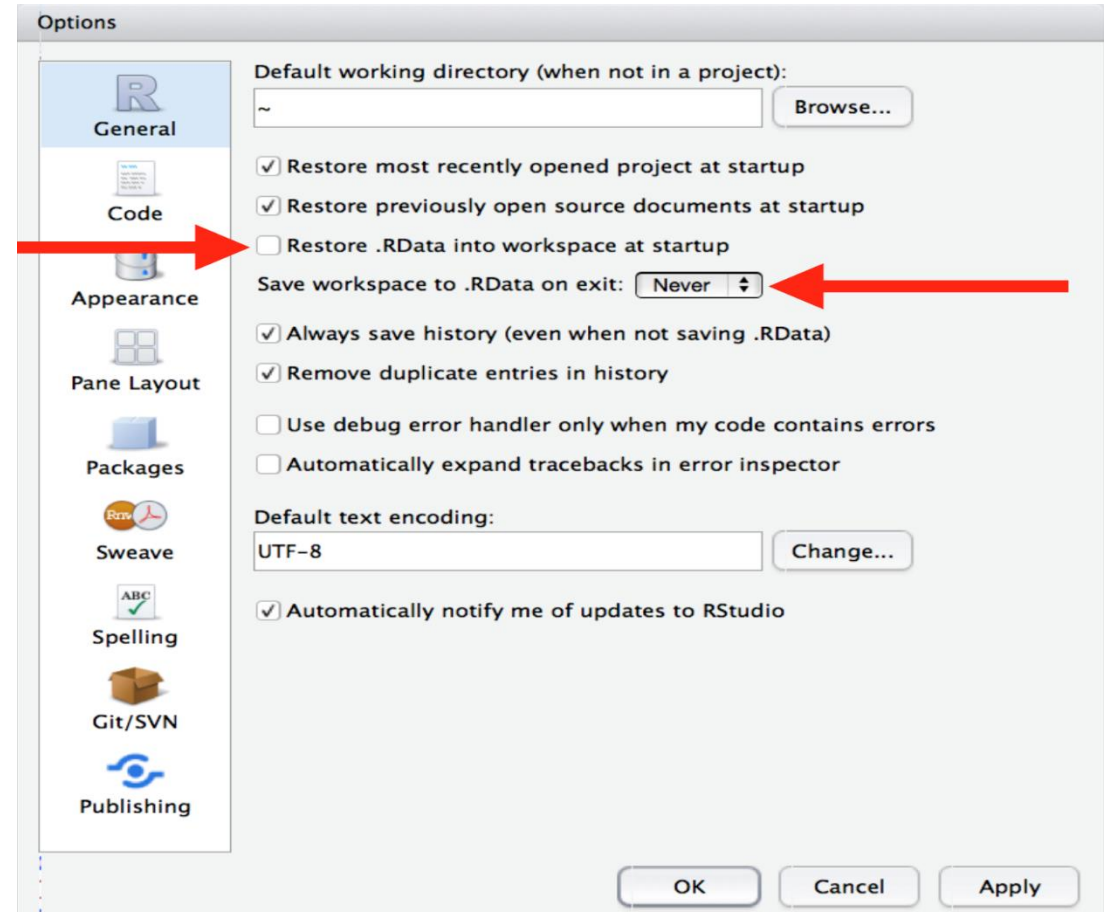 Options
General
Code
Appearance
Pane Layout
Packages
Rnw
Sweave
ABC
Spelling
Git/SVN
Publishing
Default working directory (when not in a project):
~
Browse...
Restore most recently opened project at startup
Restore previously open source documents at startup
Restore .RData into workspace at startup
Save workspace to .RData on exit: Never
Always save history (even when not saving .RData)
Remove duplicate entries in history
Use debug error handler only when my code contains errors
Automatically expand tracebacks in error inspector
Default text encoding:
UTF-8
Change...
Automatically notify me of updates to RStudio
OK
Cancel
Apply